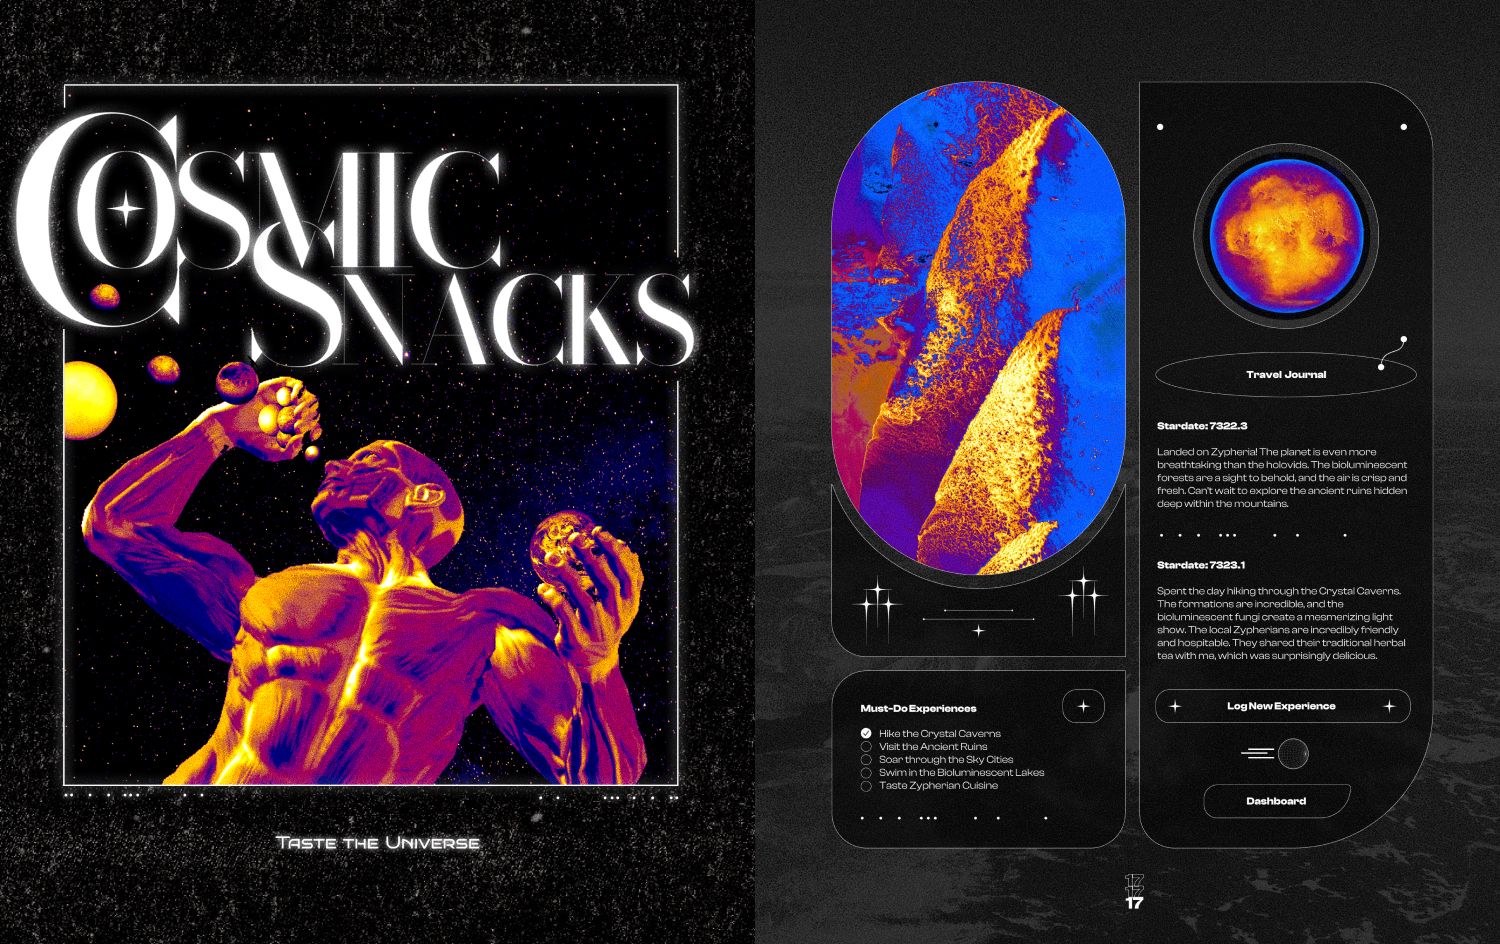 COSMIC
SNACKS
TASTE THE UNIVERSE
Travel Journal
Stardate: 7322.3
Landed on Zypheria! The planet is even more
breathtaking than the holovids. The bioluminescent
forests are a sight to behold, and the air is crisp and
fresh. Can't wait to explore the ancient ruins hidden
deep within the mountains.
Stardate: 7323.1
Spent the day hiking through the Crystal Caverns.
The formations are incredible, and the
bioluminescent fungi create a mesmerizing light
show. The local Zypherians are incredibly friendly
and hospitable. They shared their traditional herbal
tea with me, which was surprisingly delicious.
Log New Experience
Dashboard
Must-Do Experiences
Hike the Crystal Caverns
Visit the Ancient Ruins
Soar through the Sky Cities
Swim in the Bioluminescent Lakes
Taste Zypherian Cuisine
17
17
17